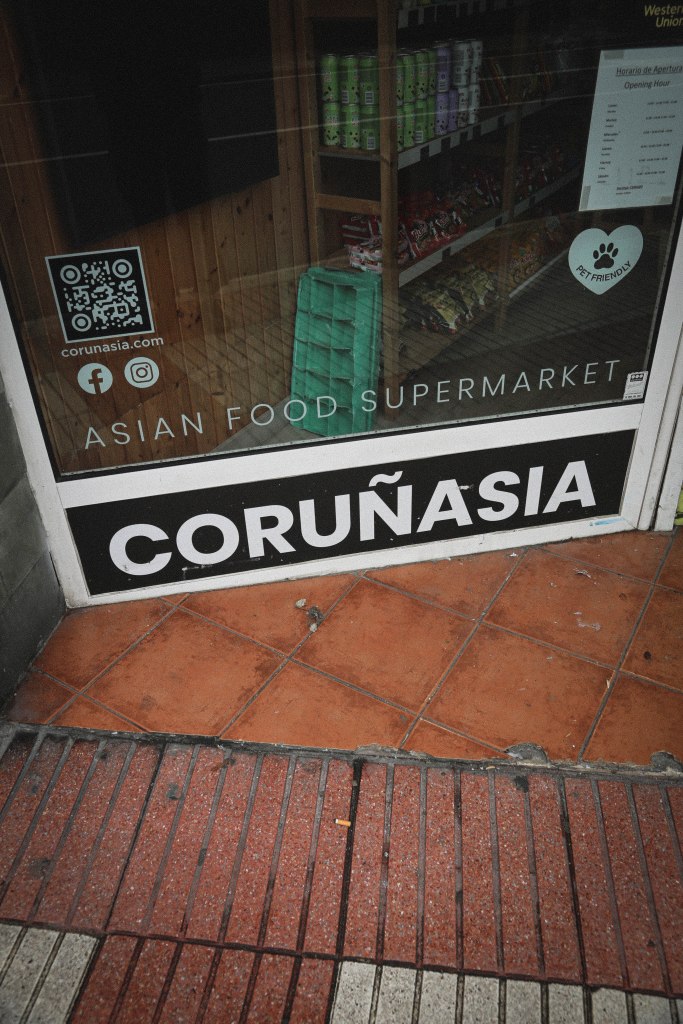 Western
Union
Horario de Apertura
Opening Hour
PET FRIENDLY
corunasia.com
ASIAN FOOD SUPERMARKET
CORUÑASIA